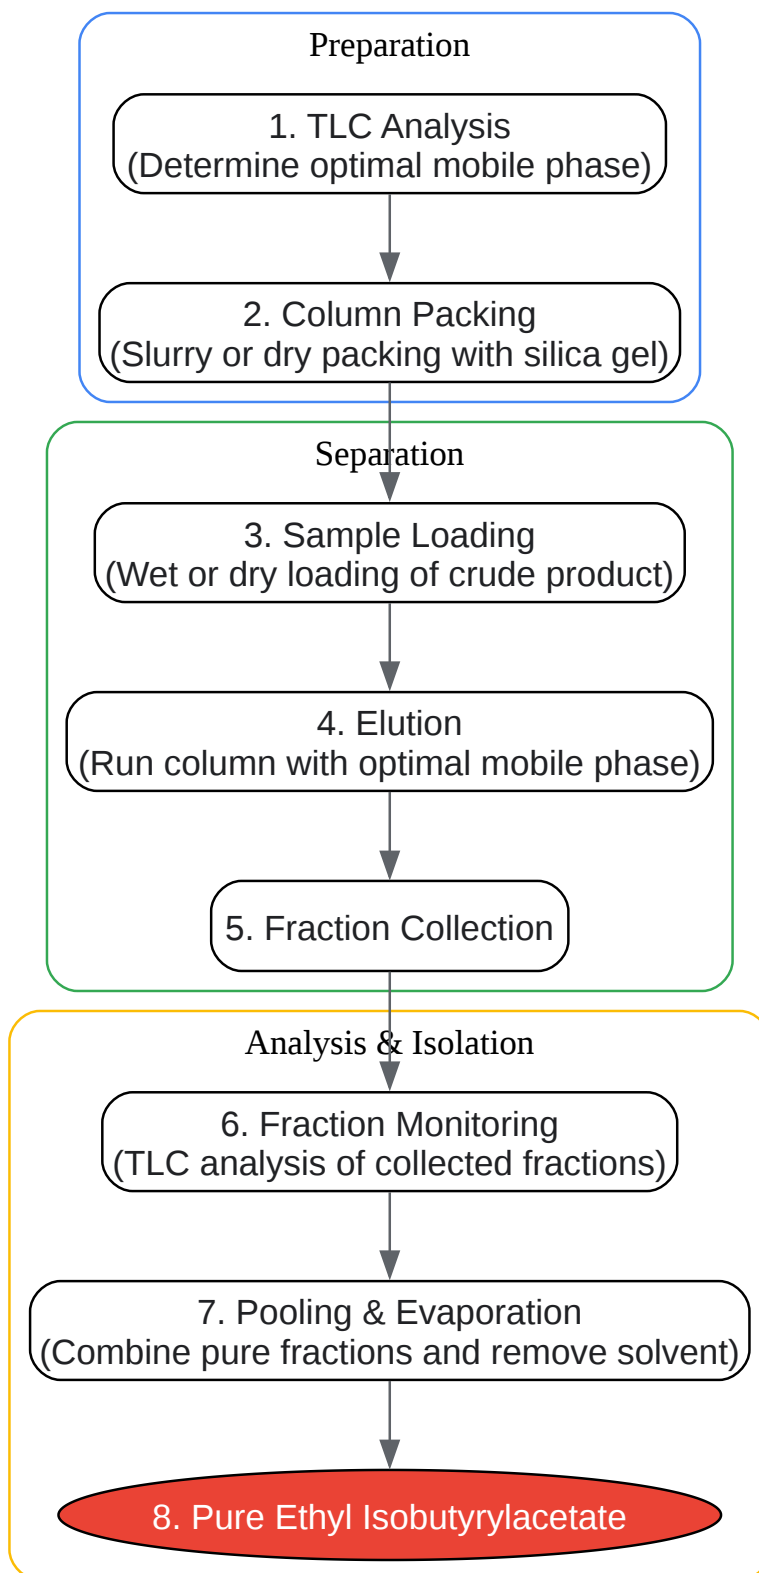 Preparation
1. TLC Analysis
(Determine optimal mobile phase)
2. Column Packing
(Slurry or dry packing with silica gel)
Separation
3. Sample Loading
(Wet or dry loading of crude product)
4. Elution
(Run column with optimal mobile phase)
5. Fraction Collection
Analysis & Isolation
6. Fraction Monitoring
(TLC analysis of collected fractions)
7. Pooling & Evaporation
(Combine pure fractions and remove solvent)
8. Pure Ethyl Isobutyrylacetate